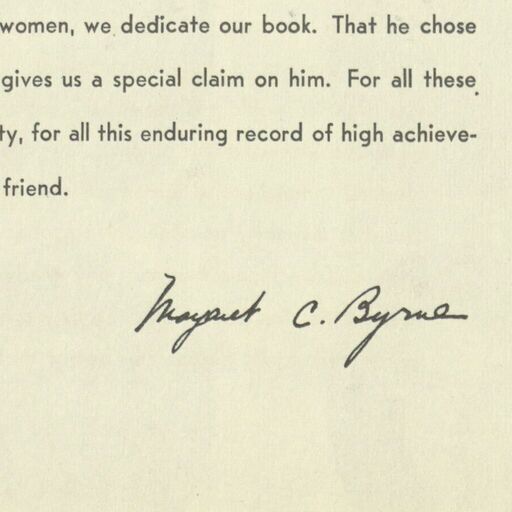 women, we dedicate our book. That he chose
gives us a special claim on him. For all these
ty, for all this enduring record of high achieve-
friend.
Margaret C. Byrne